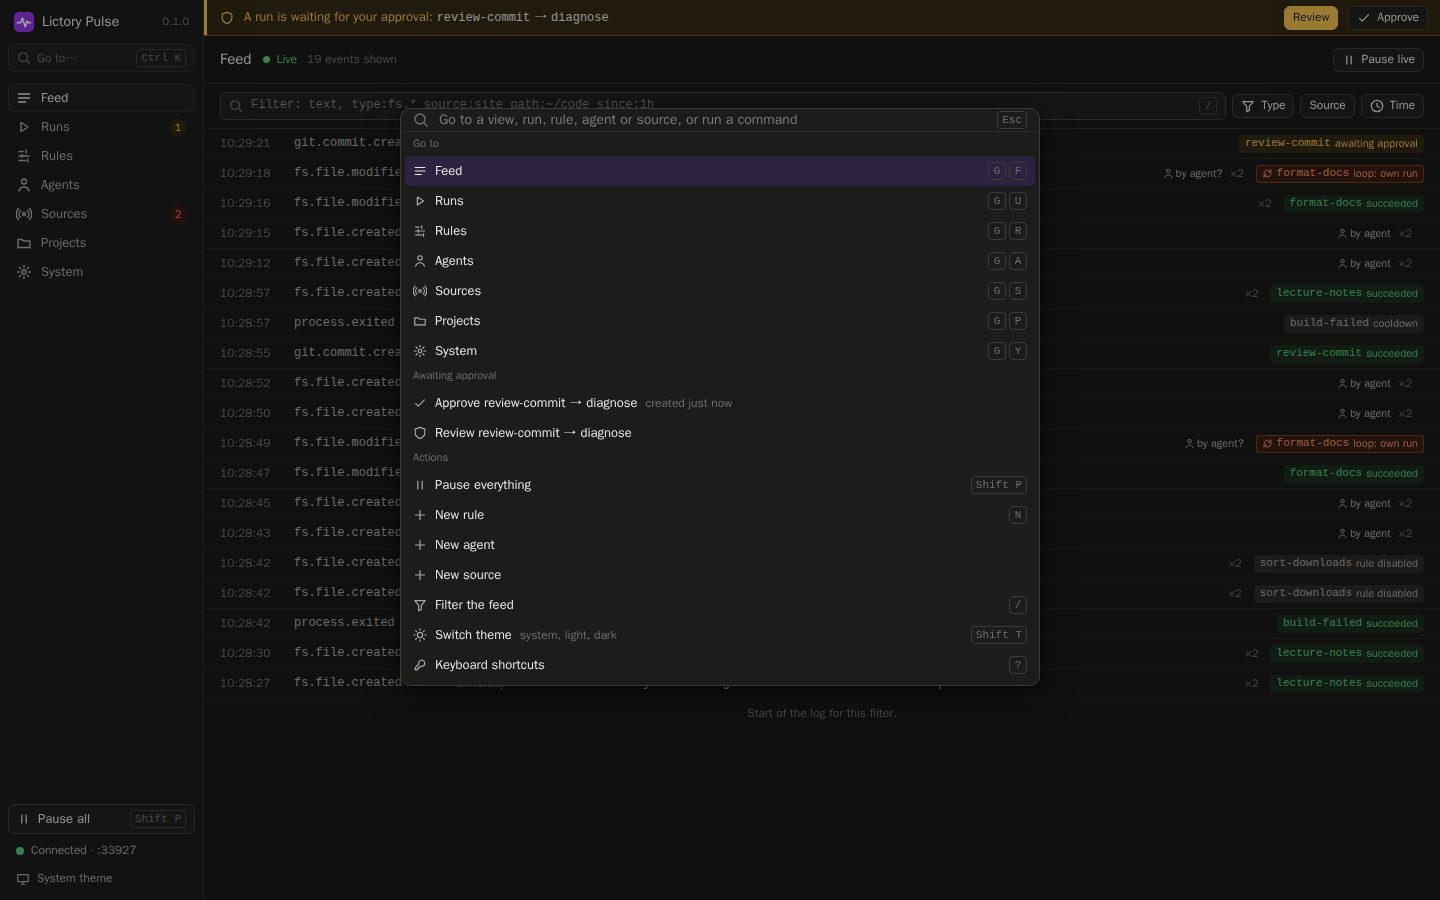 Lictory Pulse 0.1.0
Go to… Ctrl K
Feed
Runs 1
Rules
Agents
Sources 2
Projects
System
Pause all Shift P
Connected · :33927
System theme
A run is waiting for your approval: review-commit → diagnose Review Approve
Feed Live 19 events shown Pause live
Filter: text, type:fs.* source:site path:~/code since:1h / Type Source Time
Go to a view, run, rule, agent or source, or run a command Esc
Go to
Feed G F
Runs G U
Rules G R
Agents G A
Sources G S
Projects G P
System G Y
Awaiting approval
Approve review-commit → diagnose created just now
Review review-commit → diagnose
Actions
Pause everything Shift P
New rule N
New agent
New source
Filter the feed /
Switch theme system, light, dark Shift T
Keyboard shortcuts ?
10:29:21 git.commit.crea review-commit awaiting approval
10:29:18 fs.file.modifie by agent? ×2 format-docs loop: own run
10:29:16 fs.file.modifie ×2 format-docs succeeded
10:29:15 fs.file.created by agent ×2
10:29:12 fs.file.created by agent ×2
10:28:57 fs.file.created ×2 lecture-notes succeeded
10:28:57 process.exited build-failed cooldown
10:28:55 git.commit.crea review-commit succeeded
10:28:52 fs.file.created by agent ×2
10:28:50 fs.file.created by agent ×2
10:28:49 fs.file.modifie by agent? format-docs loop: own run
10:28:47 fs.file.modifie format-docs succeeded
10:28:45 fs.file.created by agent ×2
10:28:43 fs.file.created by agent ×2
10:28:42 fs.file.created ×2 sort-downloads rule disabled
10:28:42 fs.file.created ×2 sort-downloads rule disabled
10:28:42 process.exited build-failed succeeded
10:28:30 fs.file.created ×2 lecture-notes succeeded
10:28:27 fs.file.created ×2 lecture-notes succeeded
Start of the log for this filter.